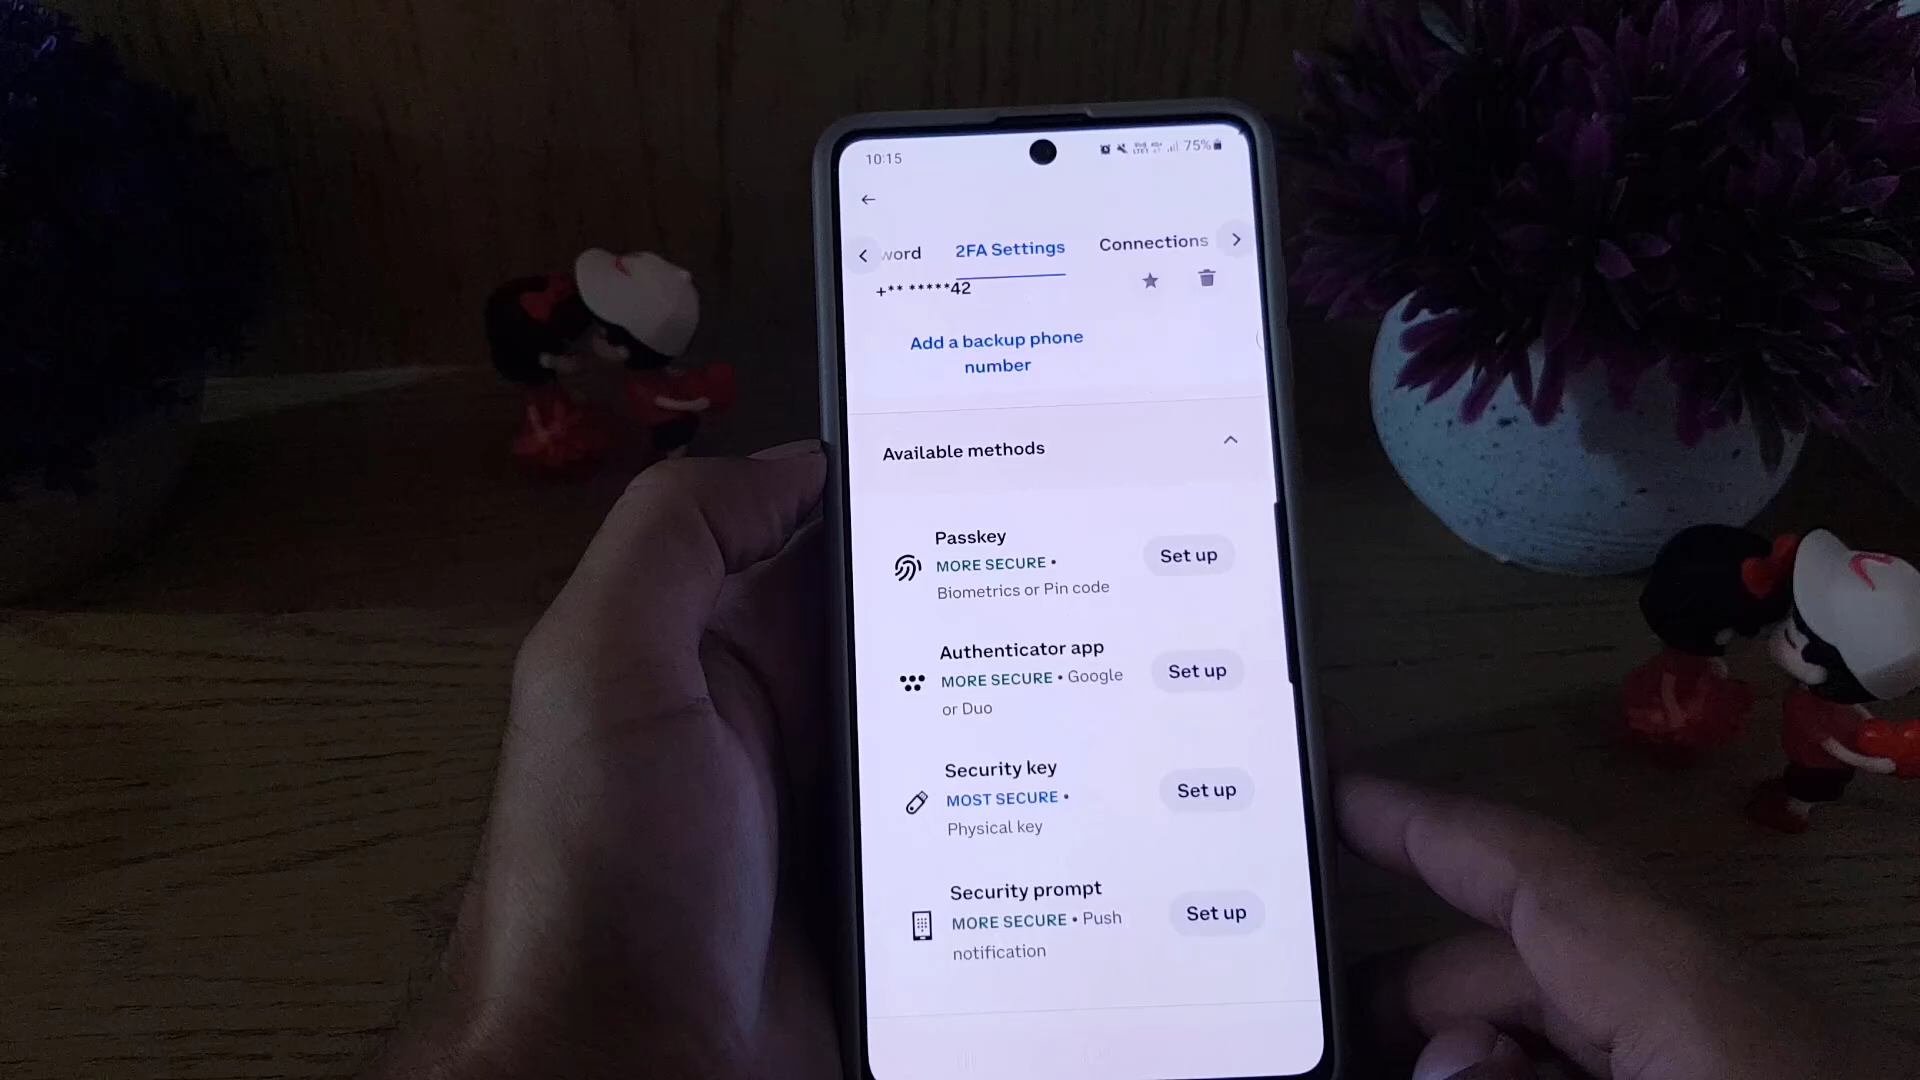 10:15
75%
word 2FA Settings Connections
+** *****42
Add a backup phone
number
Available methods
Passkey
MORE SECURE •
Biometrics or Pin code
Set up
Authenticator app
MORE SECURE • Google
or Duo
Set up
Security key
MOST SECURE •
Physical key
Set up
Security prompt
MORE SECURE • Push
notification
Set up